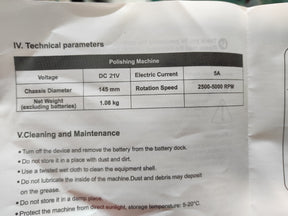 IV. Technical parameters
Polishing Machine
Voltage DC 21V Electric Current 5A
Chassis Diameter 145 mm Rotation Speed 2500-5000 RPM
Net Weight
(excluding batteries) 1.08 kg
V.Cleaning and Maintenance
• Turn off the device and remove the battery from the battery dock.
• Do not store it in a place with dust and dirt.
• Use a twisted wet cloth to clean the equipment shell.
• Do not lubricate the inside of the machine.Dust and debris may deposit
on the grease.
• Do not store it in a damp place.
• Protect the machine from direct sunlight, storage temperature: 5-20°C.